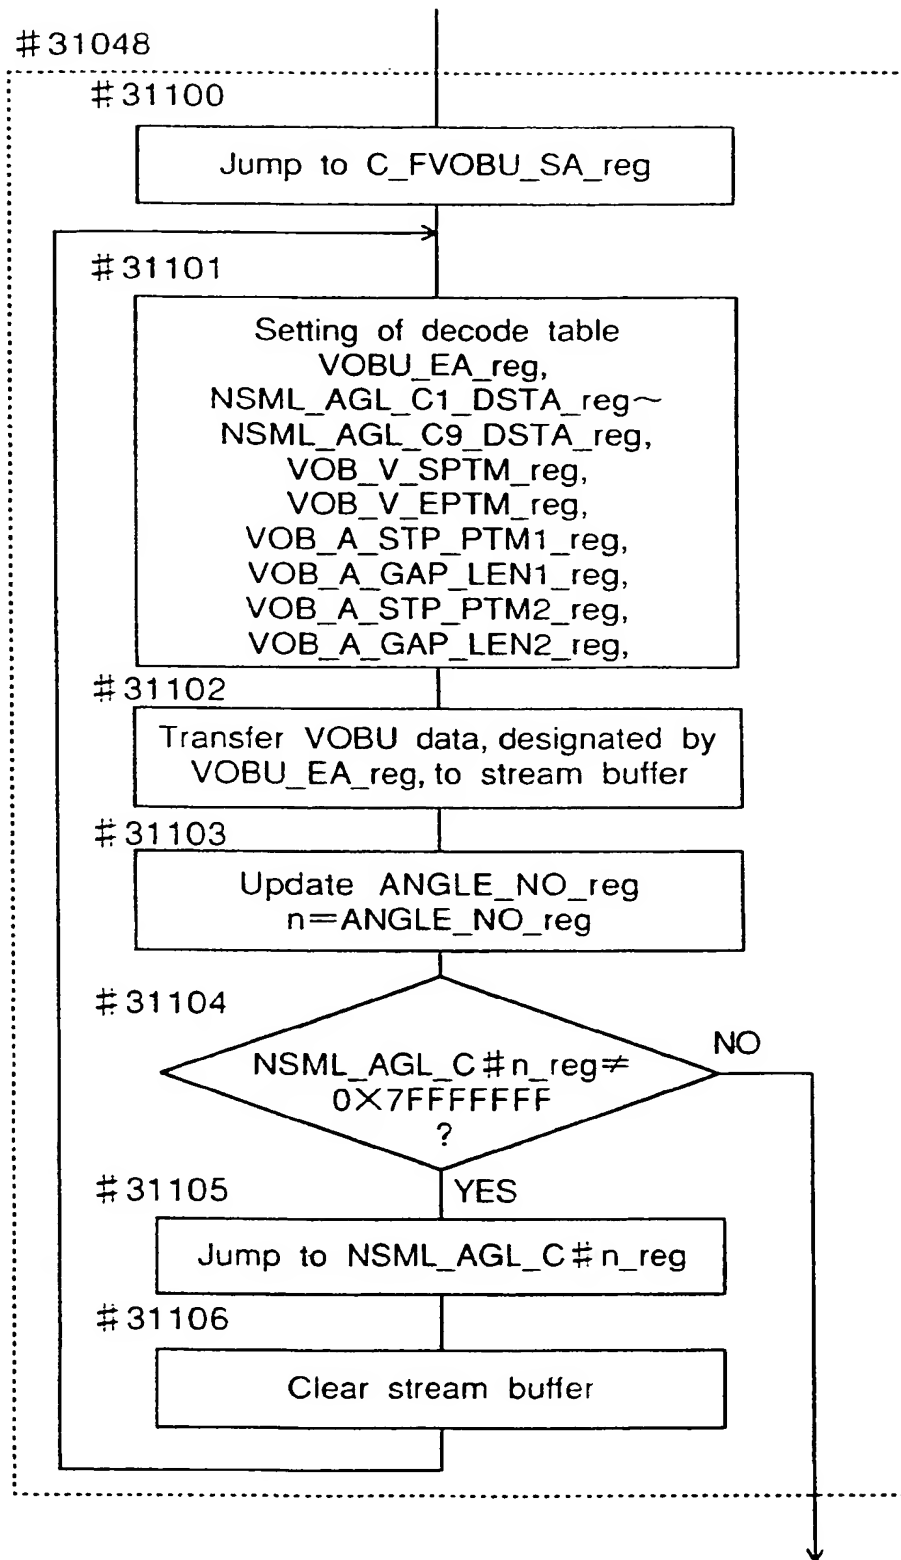 #31048
#31100
Jump to C_FVOBU_SA_reg
#31101
Setting of decode table
VOBU_EA_reg,
NSML_AGL_C1_DSTA_reg~
NSML_AGL_C9_DSTA_reg,
VOB_V_SPTM_reg,
VOB_V_EPTM_reg,
VOB_A_STP_PTM1_reg,
VOB_A_GAP_LEN1_reg,
VOB_A_STP_PTM2_reg,
VOB_A_GAP_LEN2_reg,
#31102
Transfer VOBU data, designated by
VOBU_EA_reg, to stream buffer
#31103
Update ANGLE_NO_reg
n=ANGLE_NO_reg
#31104
NSML_AGL_C#n_reg≠
0×7FFFFFFF
?
NO
YES
#31105
Jump to NSML_AGL_C#n_reg
#31106
Clear stream buffer